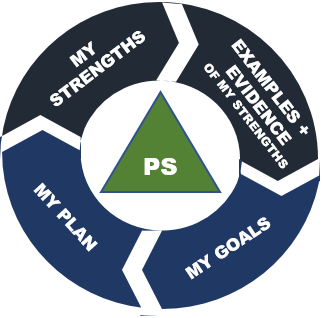 MY
STRENGTHS
EXAMPLES +
EVIDENCE
OF MY STRENGTHS
PS
MY PLAN
MY GOALS